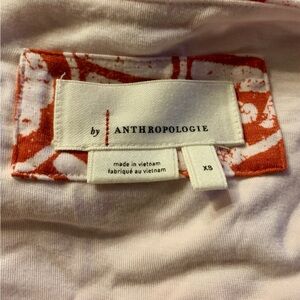 by | ANTHROPOLOGIE
made in vietnam
fabriqué au vietnam
XS